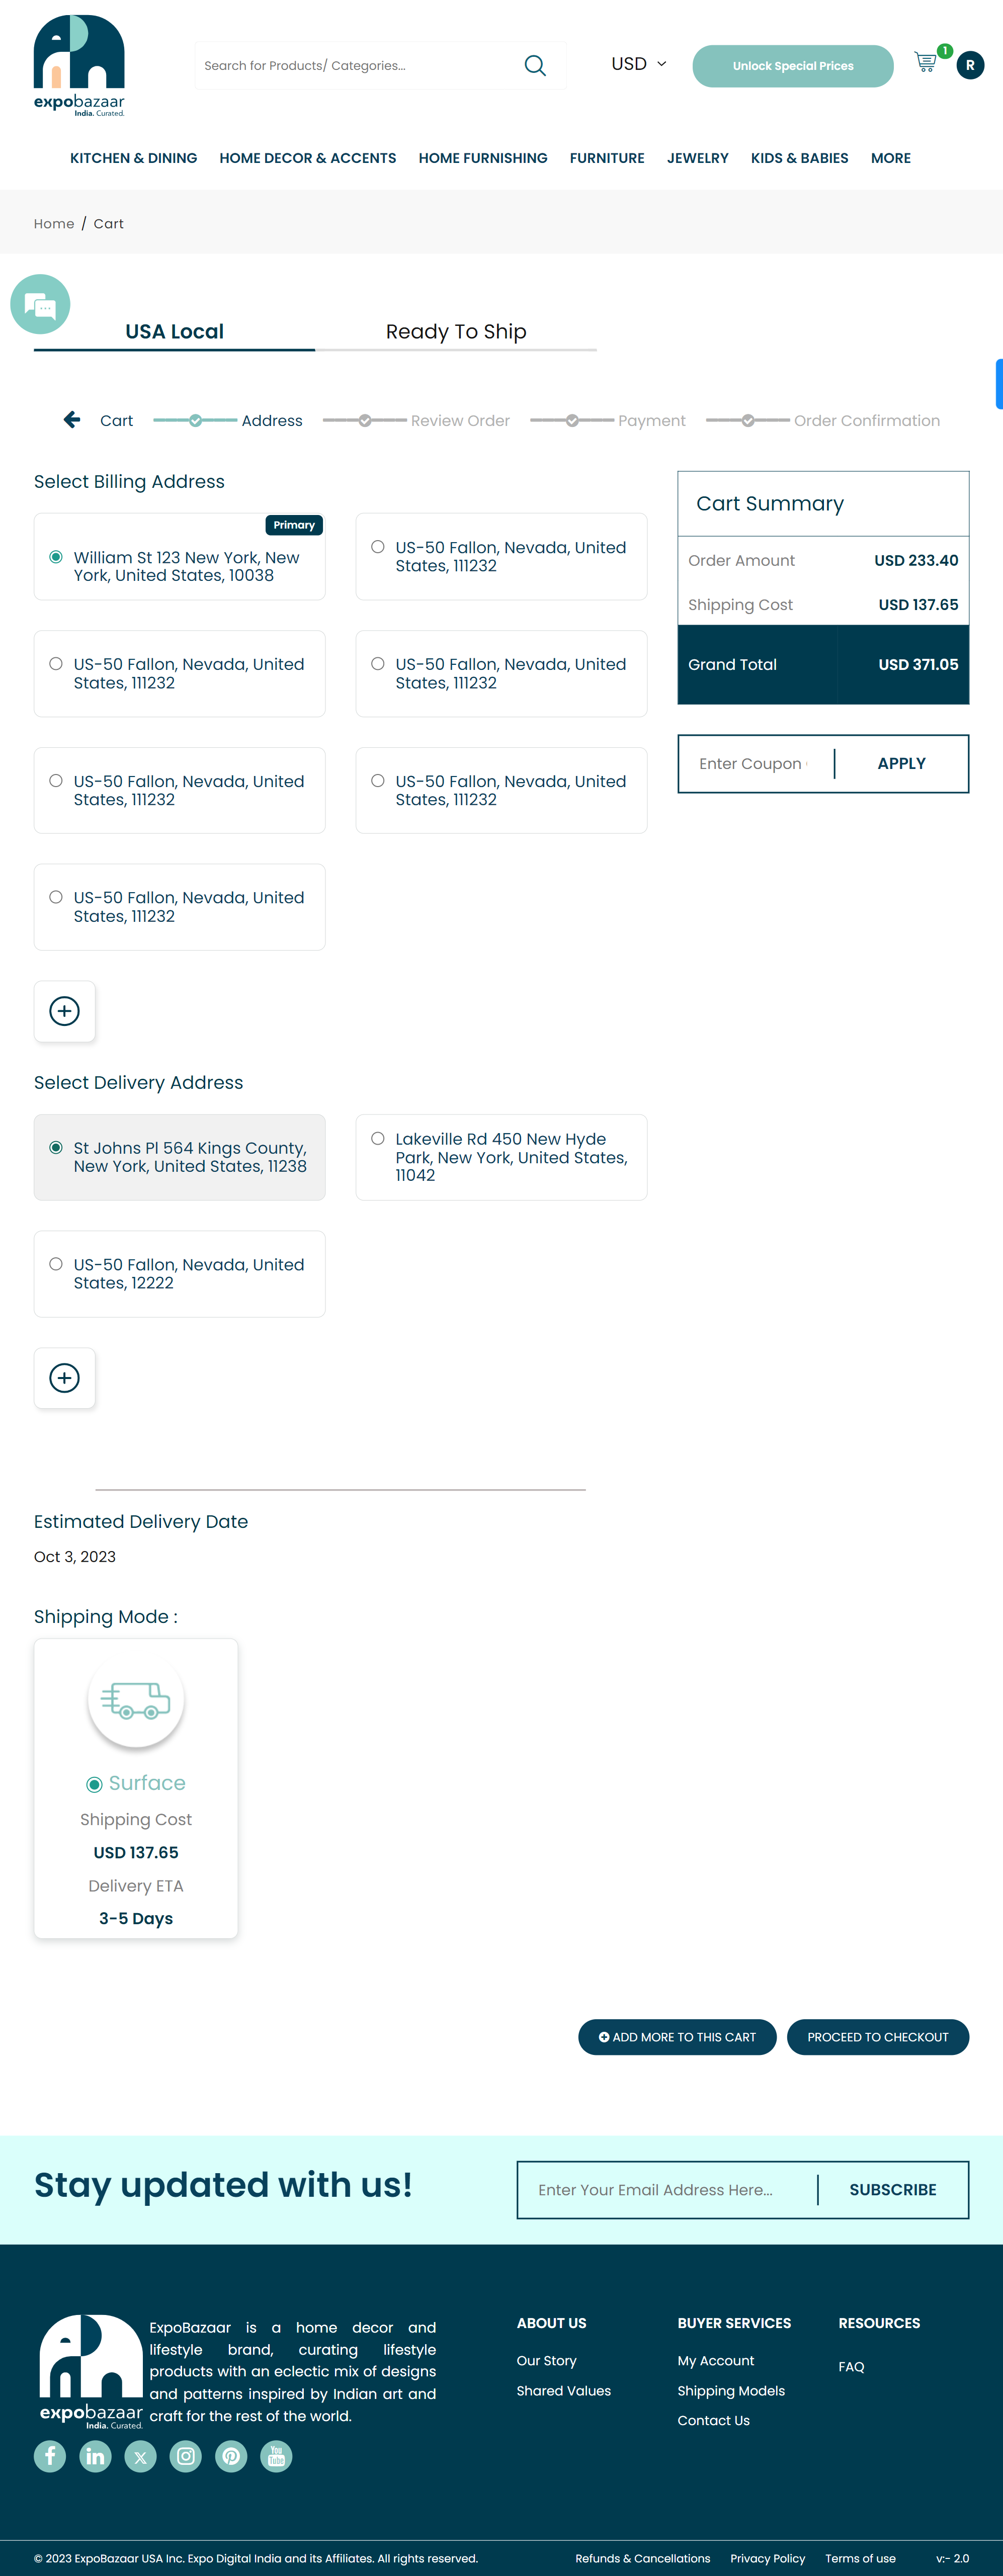 expobazaar
India. Curated.
Search for Products/ Categories...
USD
Unlock Special Prices
1
R
KITCHEN & DINING HOME DECOR & ACCENTS HOME FURNISHING FURNITURE JEWELRY KIDS & BABIES MORE
Home / Cart
USA Local Ready To Ship
Cart Address Review Order Payment Order Confirmation
Select Billing Address
Primary
William St 123 New York, New
York, United States, 10038
US-50 Fallon, Nevada, United
States, 111232
US-50 Fallon, Nevada, United
States, 111232
US-50 Fallon, Nevada, United
States, 111232
US-50 Fallon, Nevada, United
States, 111232
US-50 Fallon, Nevada, United
States, 111232
US-50 Fallon, Nevada, United
States, 111232
Cart Summary
Order Amount USD 233.40
Shipping Cost USD 137.65
Grand Total USD 371.05
Enter Coupon APPLY
Select Delivery Address
St Johns Pl 564 Kings County,
New York, United States, 11238
Lakeville Rd 450 New Hyde
Park, New York, United States,
11042
US-50 Fallon, Nevada, United
States, 12222
Estimated Delivery Date
Oct 3, 2023
Shipping Mode :
Surface
Shipping Cost
USD 137.65
Delivery ETA
3-5 Days
ADD MORE TO THIS CART PROCEED TO CHECKOUT
Stay updated with us!
Enter Your Email Address Here... SUBSCRIBE
expobazaar
India. Curated.
ExpoBazaar is a home decor and
lifestyle brand, curating lifestyle
products with an eclectic mix of designs
and patterns inspired by Indian art and
craft for the rest of the world.
f in X You Tube
ABOUT US
Our Story
Shared Values
BUYER SERVICES
My Account
Shipping Models
Contact Us
RESOURCES
FAQ
© 2023 ExpoBazaar USA Inc. Expo Digital India and its Affiliates. All rights reserved.
Refunds & Cancellations Privacy Policy Terms of use v:- 2.0